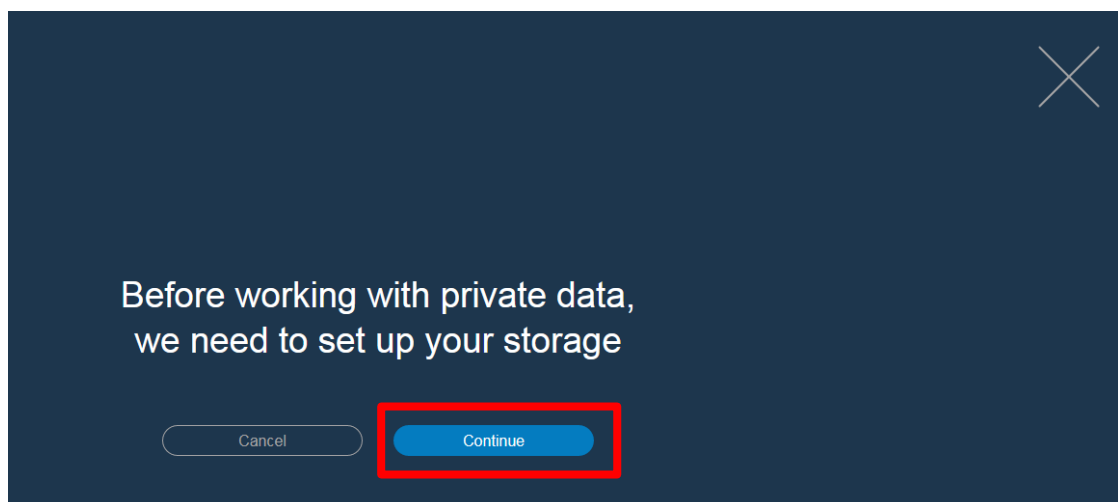 Before working with private data,
we need to set up your storage
Cancel
Continue